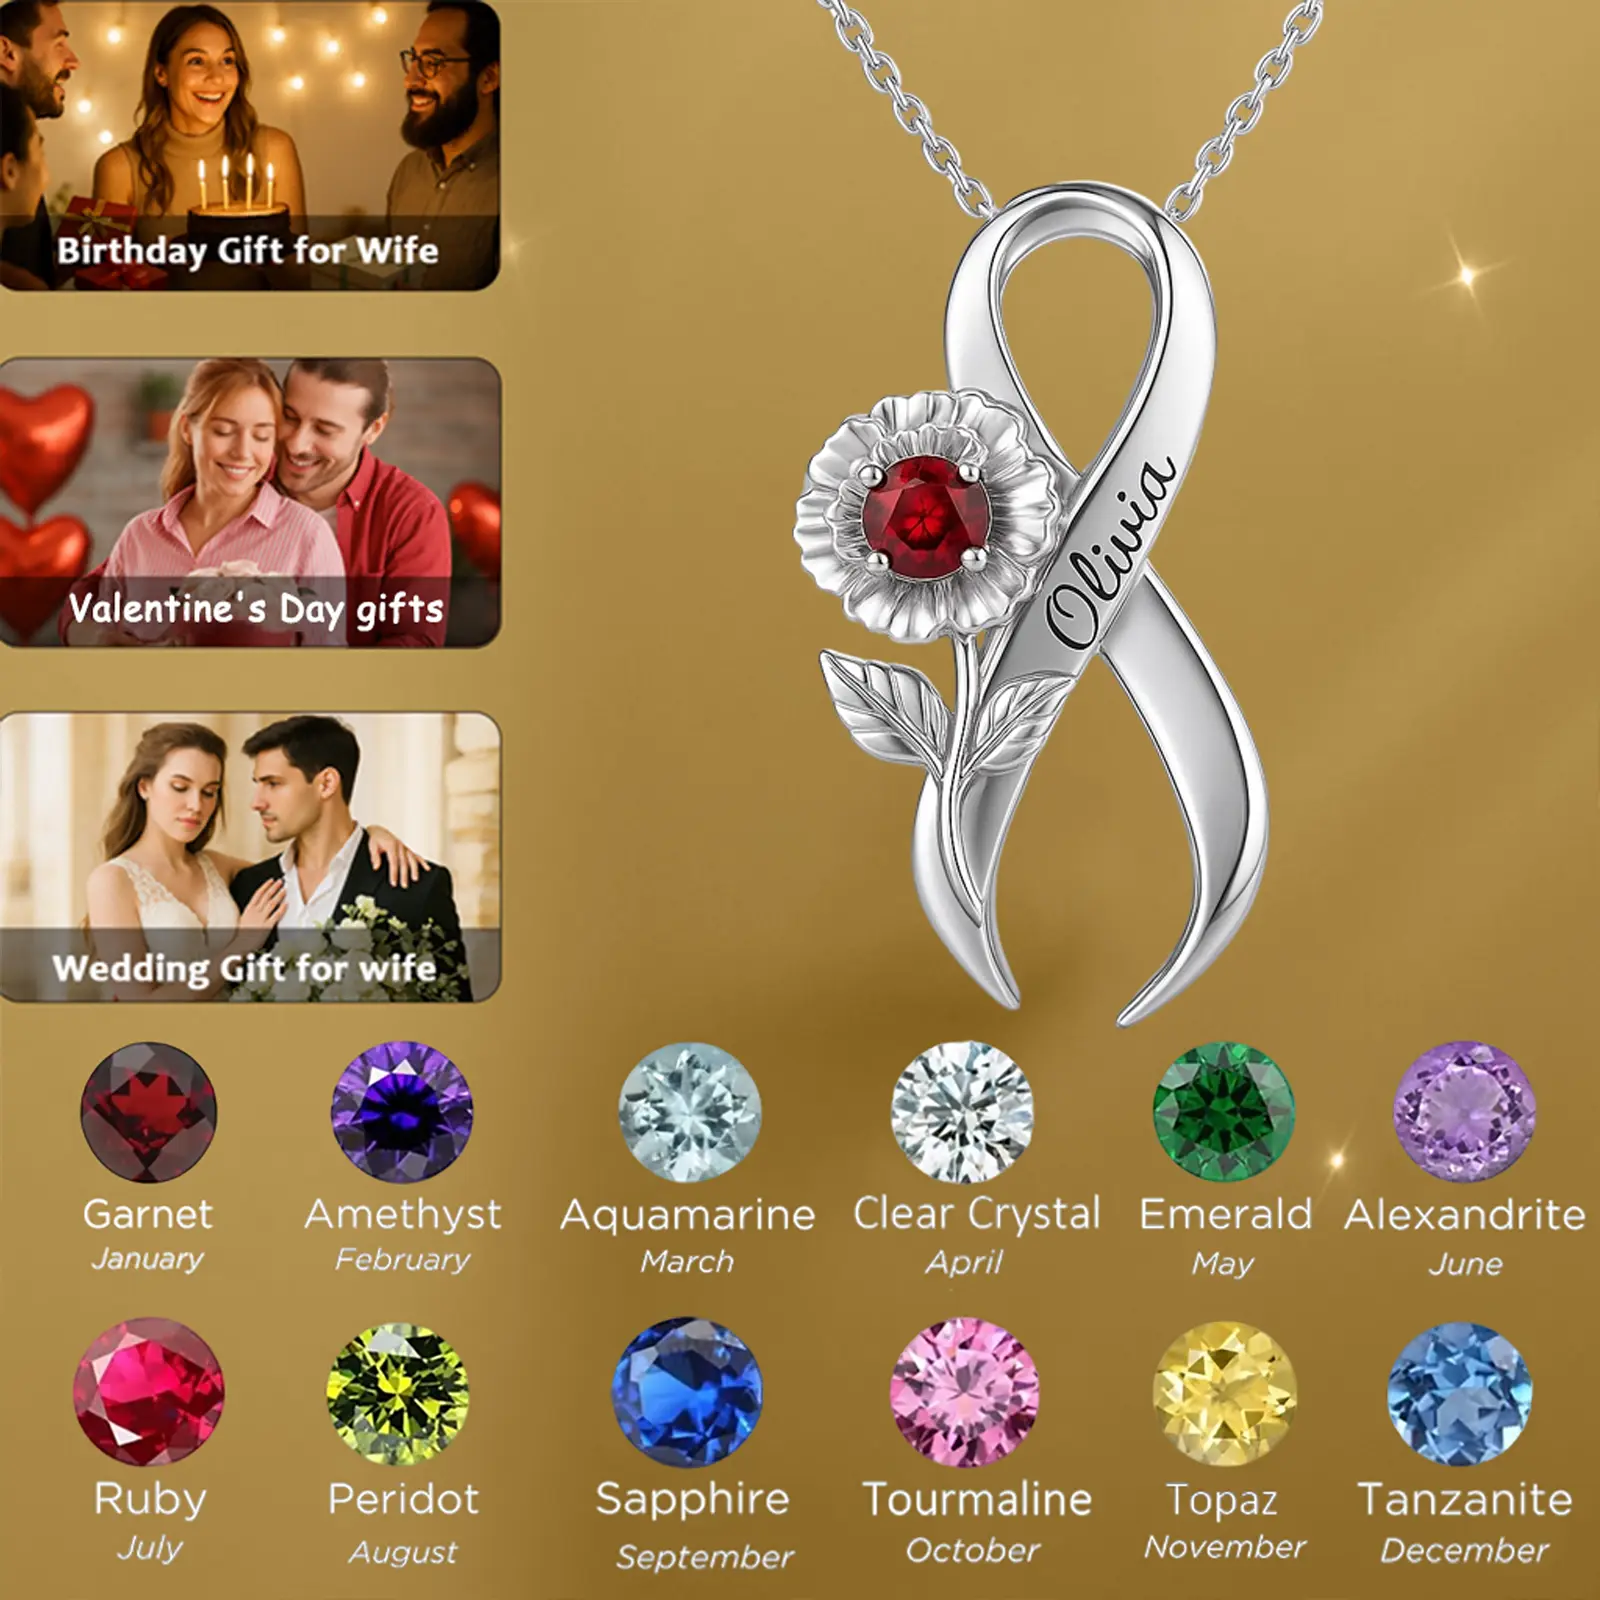 Birthday Gift for Wife
Olivia
Valentine's Day gifts
Wedding Gift for wife
Garnet
January
Amethyst
February
Aquamarine
March
Clear Crystal
April
Emerald
May
Alexandrite
June
Ruby
July
Peridot
August
Sapphire
September
Tourmaline
October
Topaz
November
Tanzanite
December